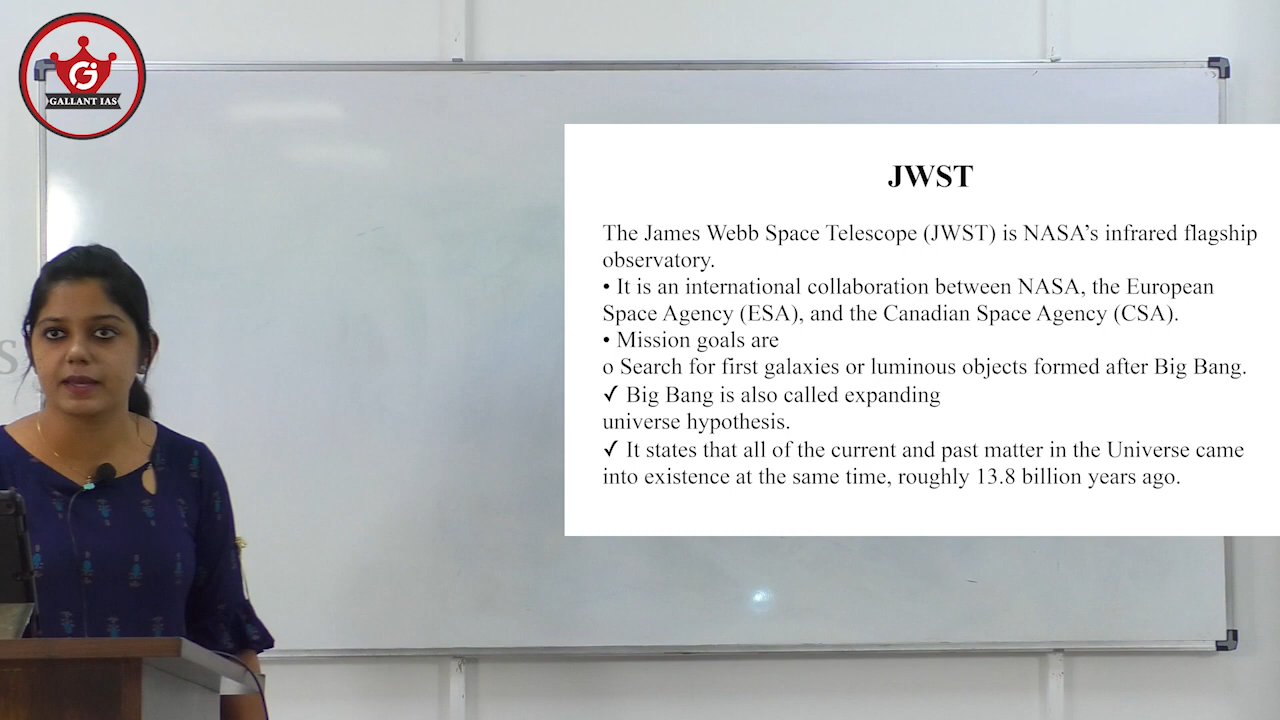 GALLANT IAS
JWST
The James Webb Space Telescope (JWST) is NASA’s infrared flagship
observatory.
• It is an international collaboration between NASA, the European
Space Agency (ESA), and the Canadian Space Agency (CSA).
• Mission goals are
o Search for first galaxies or luminous objects formed after Big Bang.
✓ Big Bang is also called expanding
universe hypothesis.
✓ It states that all of the current and past matter in the Universe came
into existence at the same time, roughly 13.8 billion years ago.